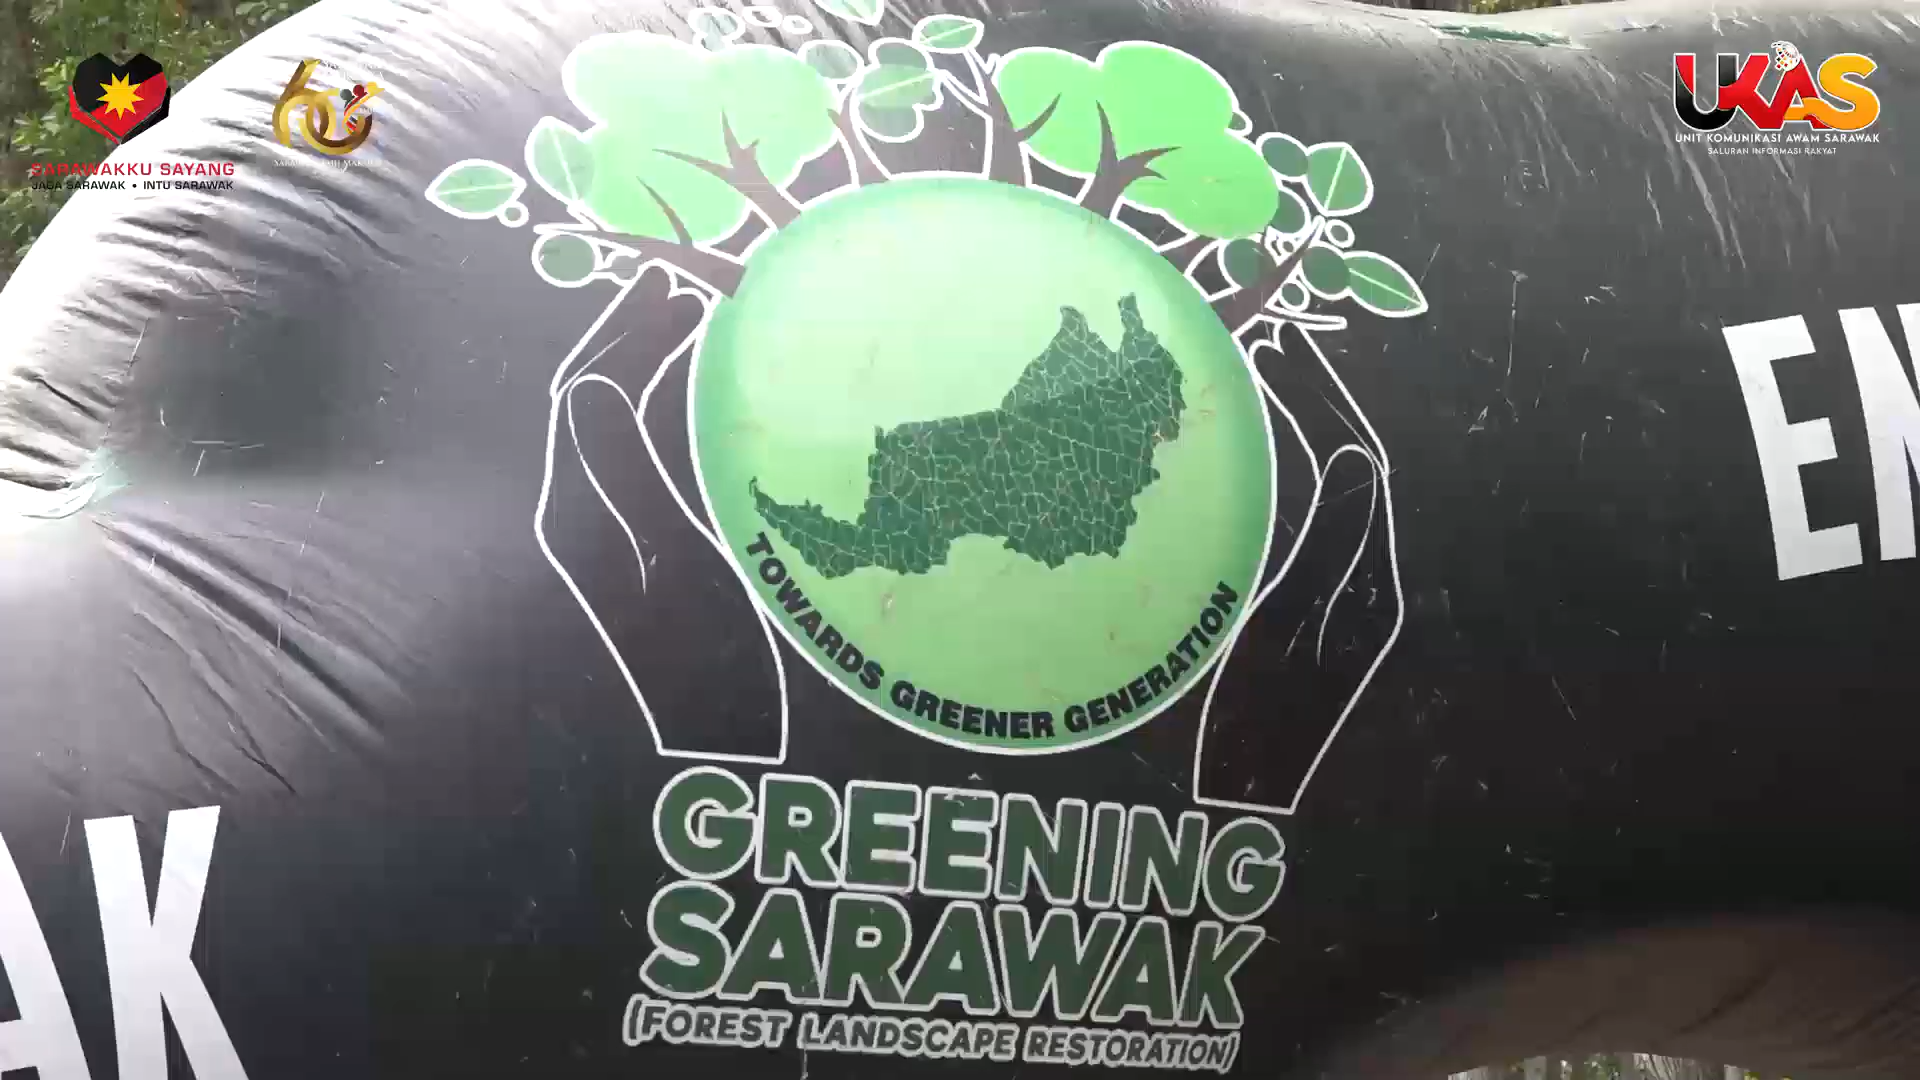 SARAWAKKU SAYANG
JAGA SARAWAK • INTU SARAWAK
60
UKAS
UNIT KOMUNIKASI AWAM SARAWAK
SALURAN INFORMASI RAKYAT
TOWARDS GREENER GENERATION
GREENING
SARAWAK
(FOREST LANDSCAPE RESTORATION)
EN
AK